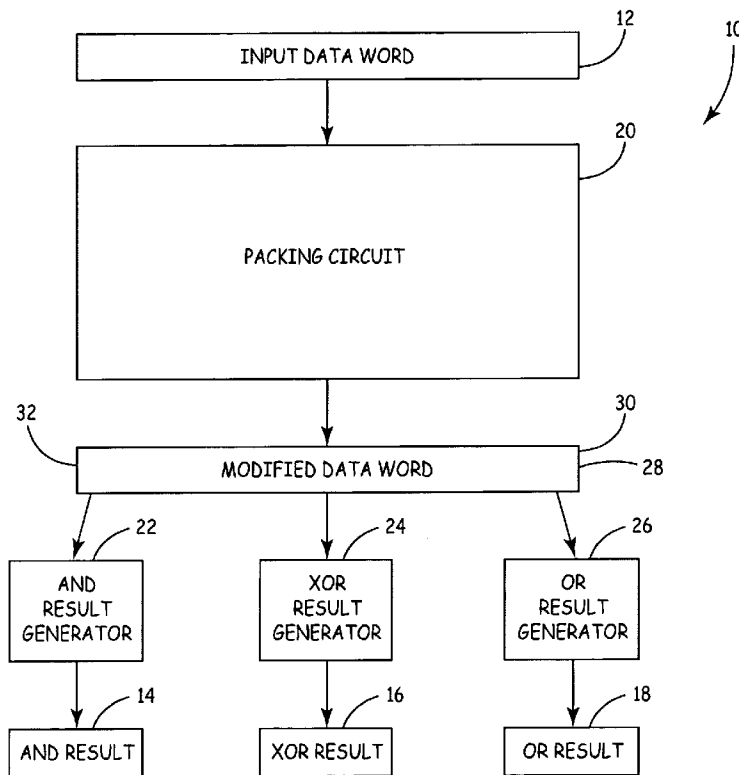 12
10
INPUT DATA WORD
20
PACKING CIRCUIT
32
30
MODIFIED DATA WORD
28
22
24
26
AND
RESULT
GENERATOR
XOR
RESULT
GENERATOR
OR
RESULT
GENERATOR
14
16
18
AND RESULT
XOR RESULT
OR RESULT